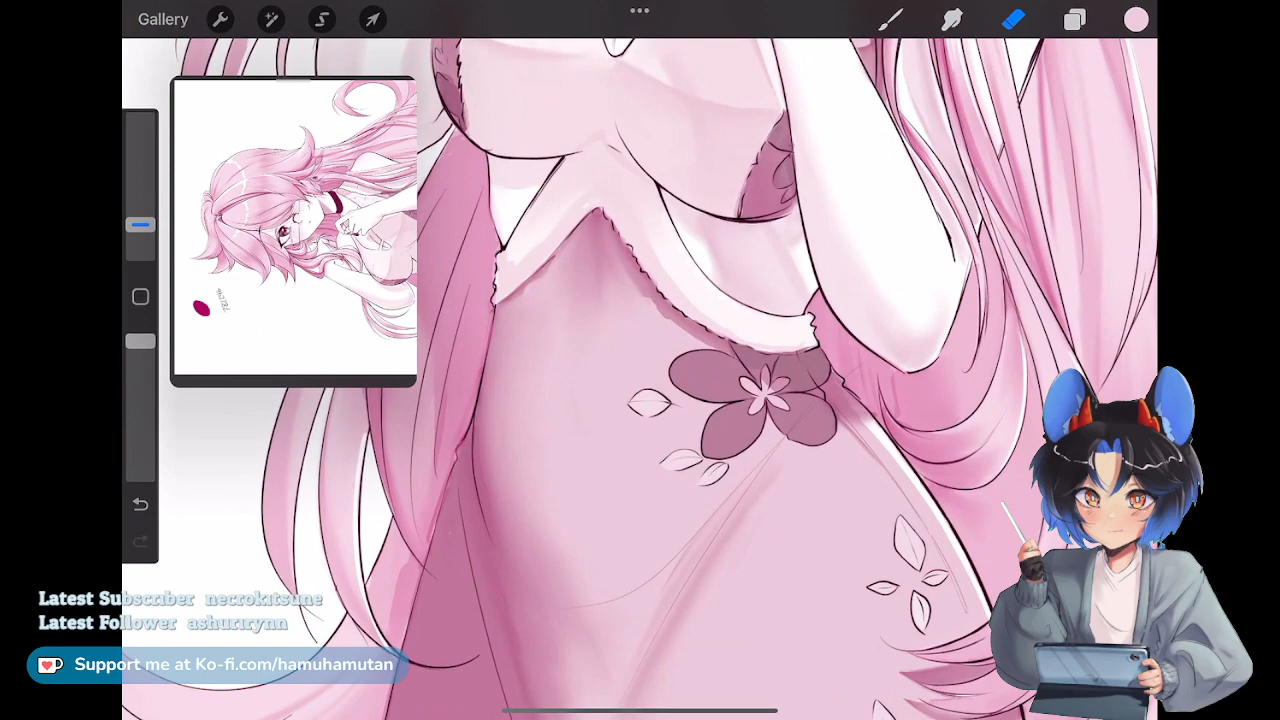 Gallery
Latest Subscriber necrokitsune
Latest Follower ashurirynn
Support me at Ko-fi.com/hamuhamutan